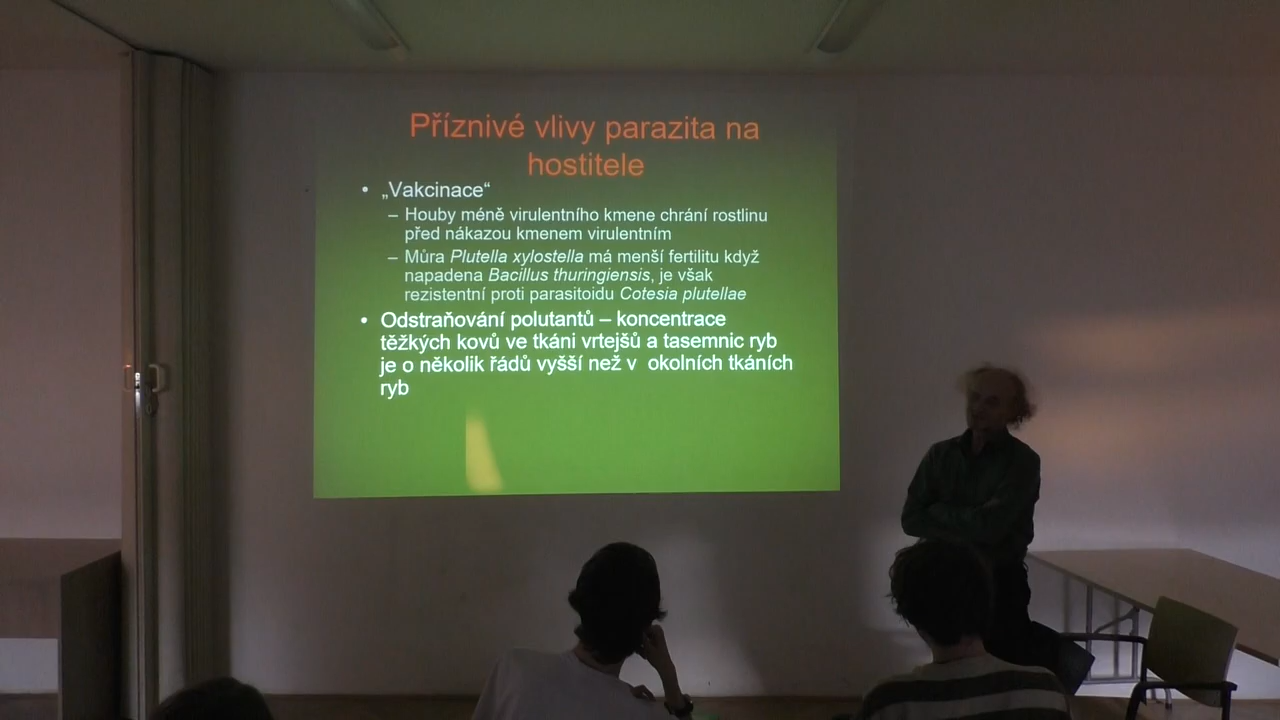 Příznivé vlivy parazita na
hostitele
• „Vakcinace“
– Houby méně virulentního kmene chrání rostlinu
před nákazou kmenem virulentním
– Můra Plutella xylostella má menší fertilitu když
napadena Bacillus thuringiensis, je však
rezistentní proti parasitoidu Cotesia plutellae
• Odstraňování polutantů – koncentrace
těžkých kovů ve tkáni vrtejšů a tasemnic ryb
je o několik řádů vyšší než v okolních tkáních
ryb